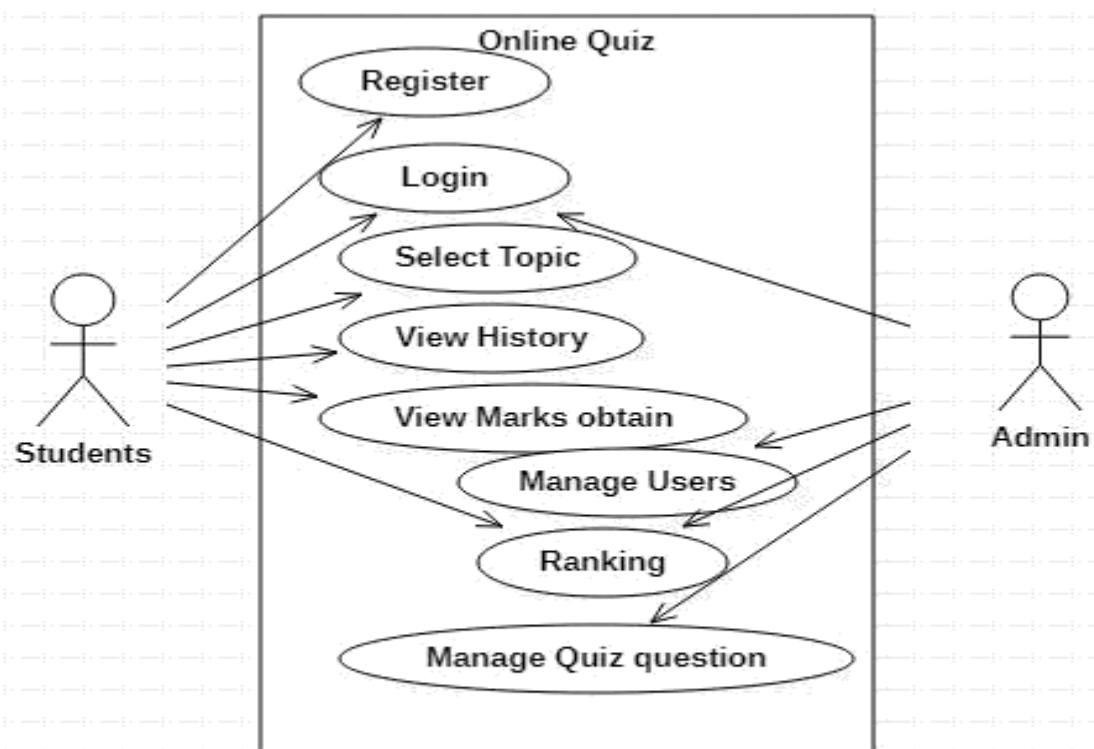 Online Quiz
Register
Login
Select Topic
View History
View Marks obtain
Students
Admin
Manage Users
Ranking
Manage Quiz question